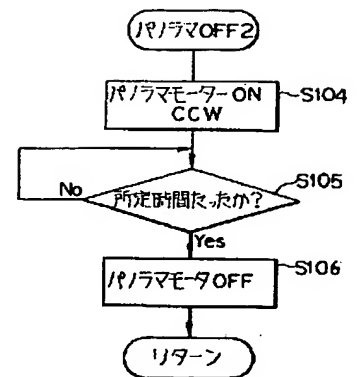 パノラマOFF2
パノラマモーターON
CCW
S104
所定時間たったか?
S105
No
Yes
パノラマモータOFF
S106
リターン